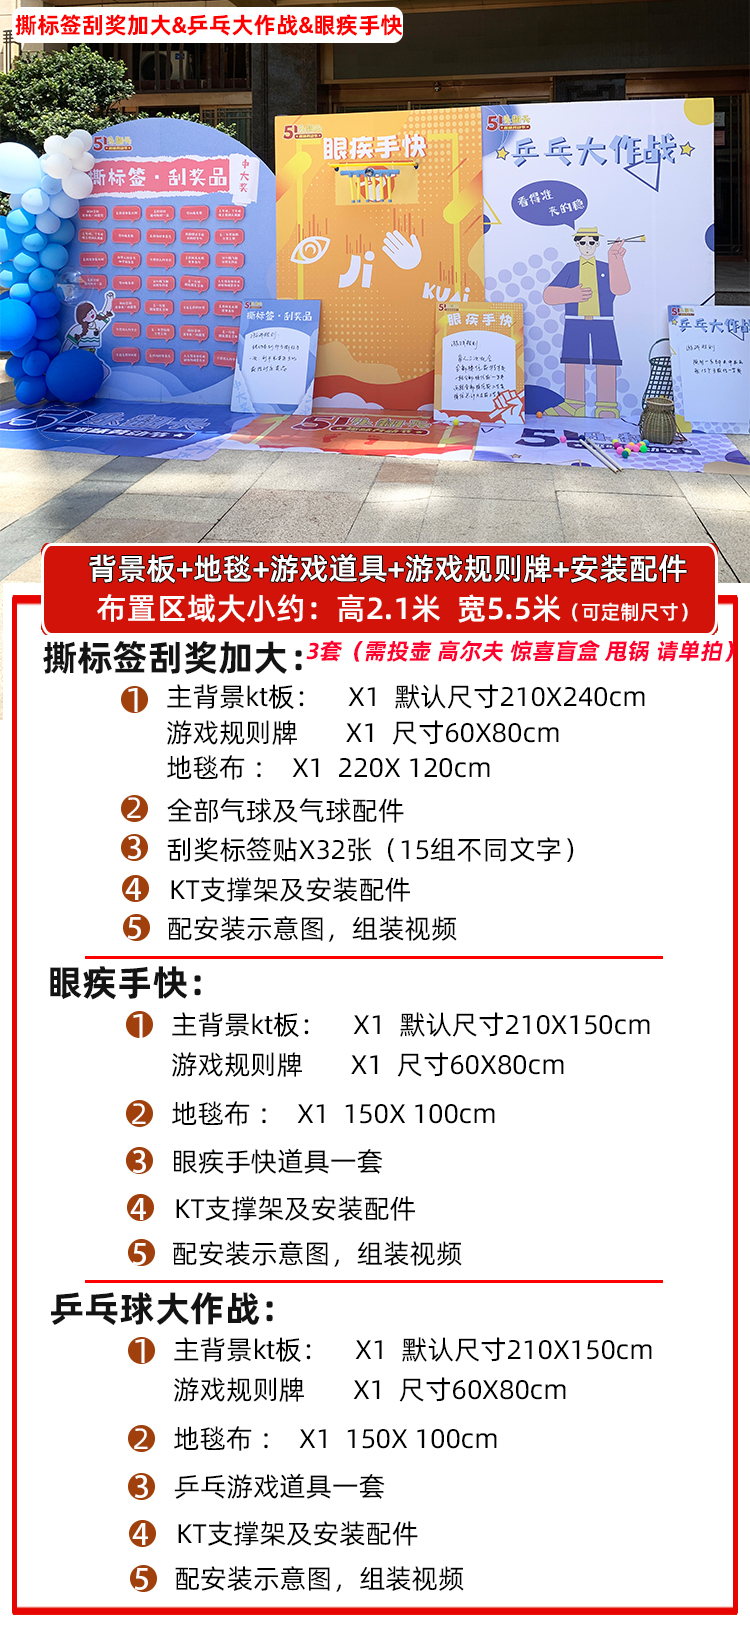 撕标签刮奖加大&乒乓大作战&眼疾手快
撕标签·刮奖品
中大奖
眼疾手快
Ji
KUAI
乒乓大作战
看得准
夹的稳
撕标签·刮奖品
眼疾手快
乒乓大作战
游戏规则
背景板+地毯+游戏道具+游戏规则牌+安装配件
布置区域大小约：高2.1米 宽5.5米（可定制尺寸）
撕标签刮奖加大：3套（需投壶 高尔夫 惊喜盲盒 甩锅 请单拍）
1 主背景kt板： X1 默认尺寸210X240cm
游戏规则牌 X1 尺寸60X80cm
地毯布： X1 220X 120cm
2 全部气球及气球配件
3 刮奖标签贴X32张（15组不同文字）
4 KT支撑架及安装配件
5 配安装示意图，组装视频
眼疾手快：
1 主背景kt板： X1 默认尺寸210X150cm
游戏规则牌 X1 尺寸60X80cm
2 地毯布： X1 150X 100cm
3 眼疾手快道具一套
4 KT支撑架及安装配件
5 配安装示意图，组装视频
乒乓球大作战：
1 主背景kt板： X1 默认尺寸210X150cm
游戏规则牌 X1 尺寸60X80cm
2 地毯布： X1 150X 100cm
3 乒乓游戏道具一套
4 KT支撑架及安装配件
5 配安装示意图，组装视频